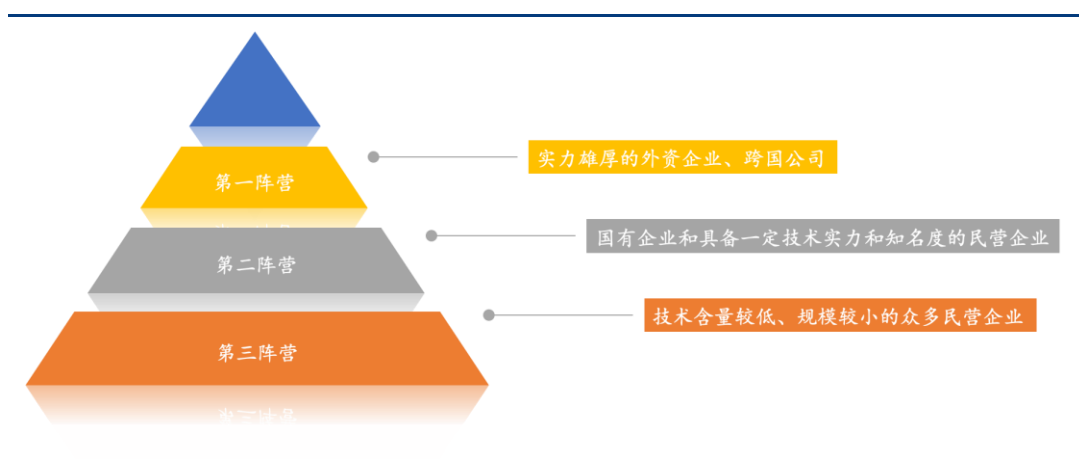 第一阵营
实力雄厚的外资企业、跨国公司
第二阵营
国有企业和具备一定技术实力和知名度的民营企业
第三阵营
技术含量较低、规模较小的众多民营企业